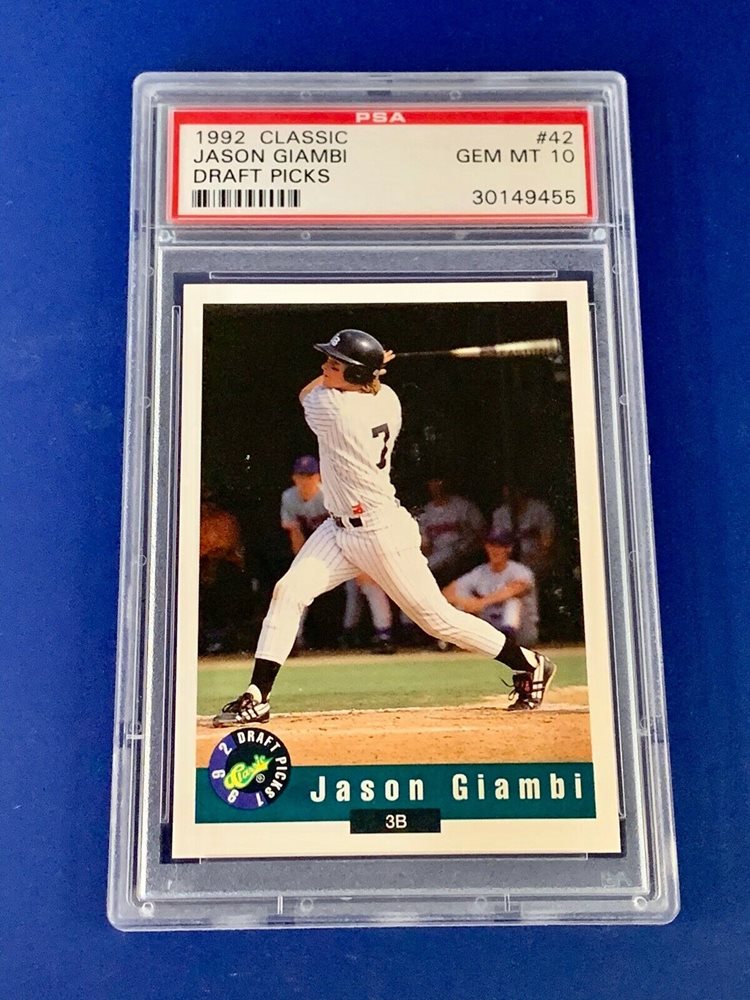 PSA
1992 CLASSIC #42
JASON GIAMBI GEM MT 10
DRAFT PICKS
30149455
7
1992 DRAFT PICKS
Classic®
Jason Giambi
3B